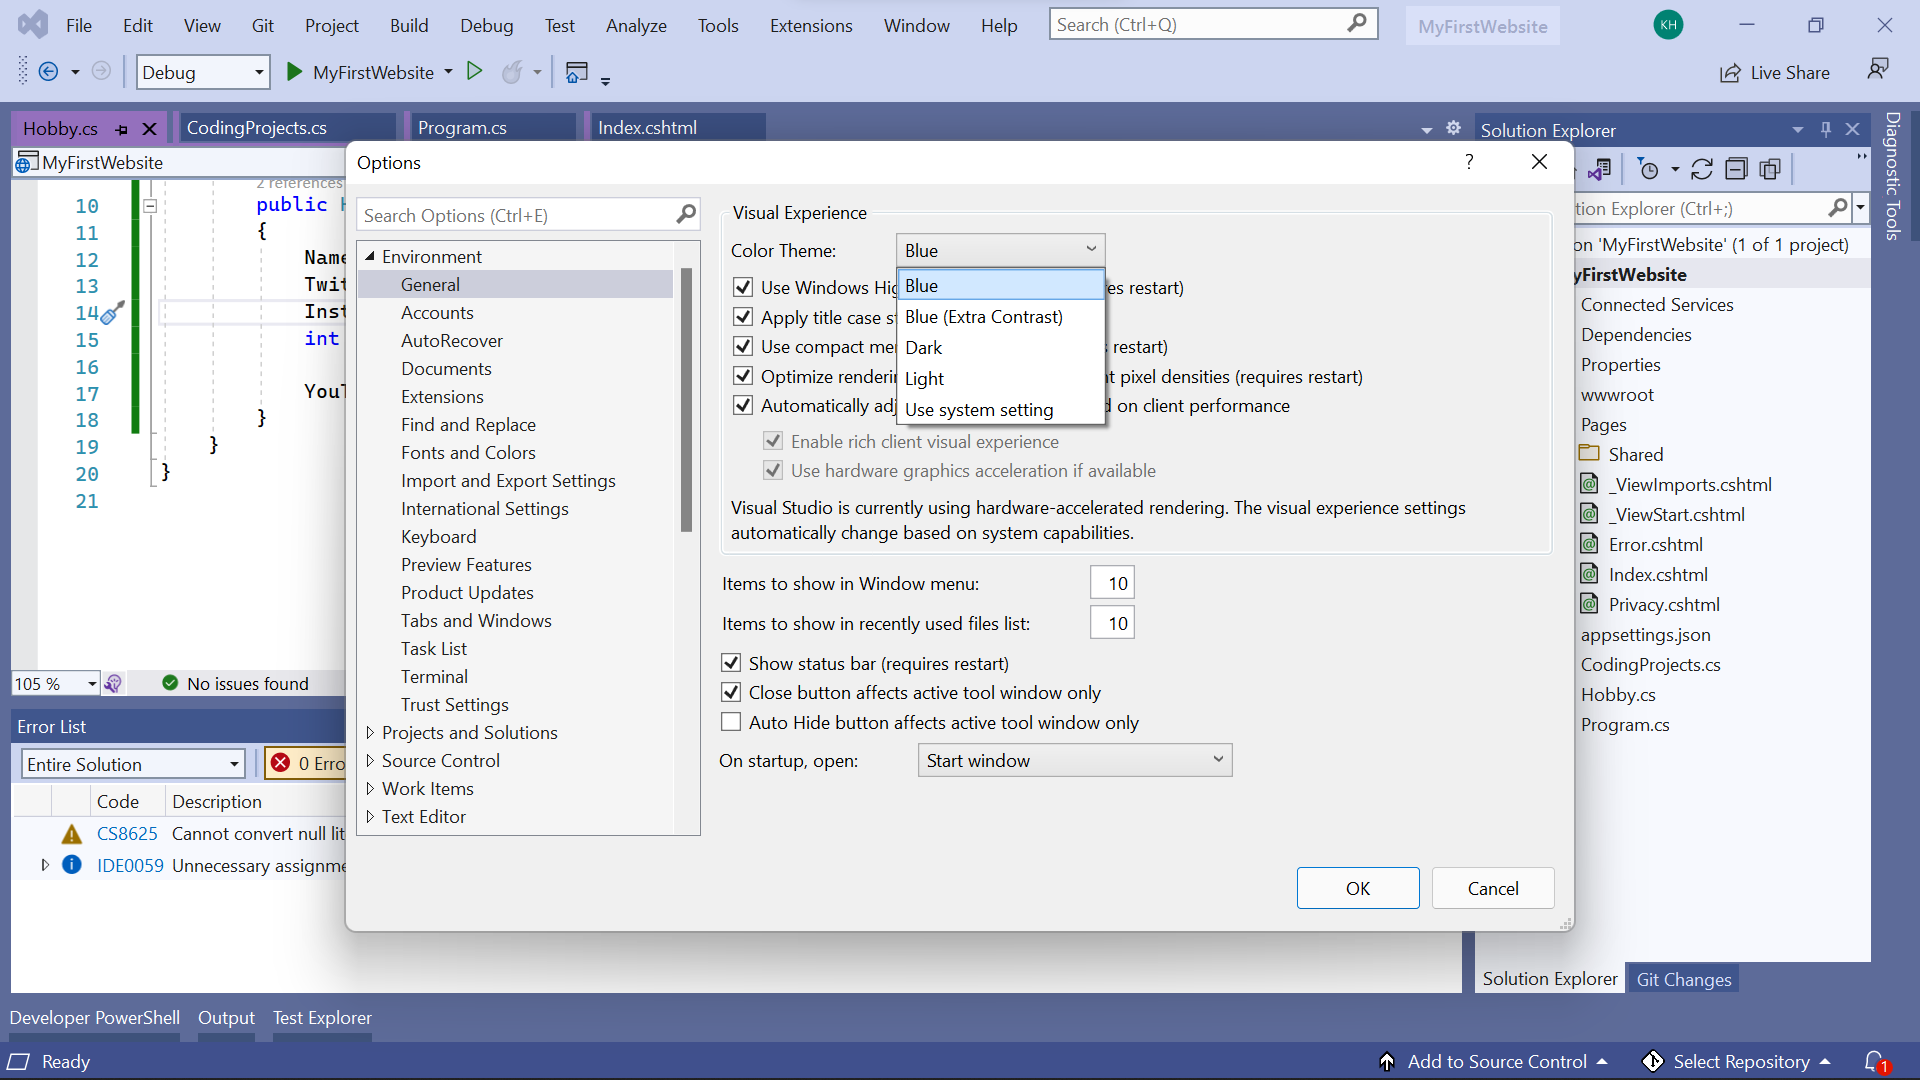 File Edit View Git Project Build Debug Test Analyze Tools Extensions Window Help Search (Ctrl+Q) MyFirstWebsite KH
Debug MyFirstWebsite Live Share
Hobby.cs CodingProjects.cs Program.cs Index.cshtml
MyFirstWebsite
2 references
10 public
11 {
12 Name
13 Twit
14 Inst
15 int
16
17 YouT
18 }
19 }
20 }
21
105 % No issues found
Error List
Entire Solution 0 Erro
Code Description
CS8625 Cannot convert null lit
IDE0059 Unnecessary assignme
Options ?
Search Options (Ctrl+E)
Environment
General
Accounts
AutoRecover
Documents
Extensions
Find and Replace
Fonts and Colors
Import and Export Settings
International Settings
Keyboard
Preview Features
Product Updates
Tabs and Windows
Task List
Terminal
Trust Settings
Projects and Solutions
Source Control
Work Items
Text Editor
Visual Experience
Color Theme: Blue
Blue
Blue (Extra Contrast)
Dark
Light
Use system setting
Use Windows Hig es restart)
Apply title case s
Use compact me restart)
Optimize renderin t pixel densities (requires restart)
Automatically adj d on client performance
Enable rich client visual experience
Use hardware graphics acceleration if available
Visual Studio is currently using hardware-accelerated rendering. The visual experience settings
automatically change based on system capabilities.
Items to show in Window menu: 10
Items to show in recently used files list: 10
Show status bar (requires restart)
Close button affects active tool window only
Auto Hide button affects active tool window only
On startup, open: Start window
OK Cancel
Solution Explorer
tion Explorer (Ctrl+;)
on 'MyFirstWebsite' (1 of 1 project)
yFirstWebsite
Connected Services
Dependencies
Properties
wwwroot
Pages
Shared
_ViewImports.cshtml
_ViewStart.cshtml
Error.cshtml
Index.cshtml
Privacy.cshtml
appsettings.json
CodingProjects.cs
Hobby.cs
Program.cs
Solution Explorer Git Changes
Diagnostic Tools
Developer PowerShell Output Test Explorer
Ready Add to Source Control Select Repository 1